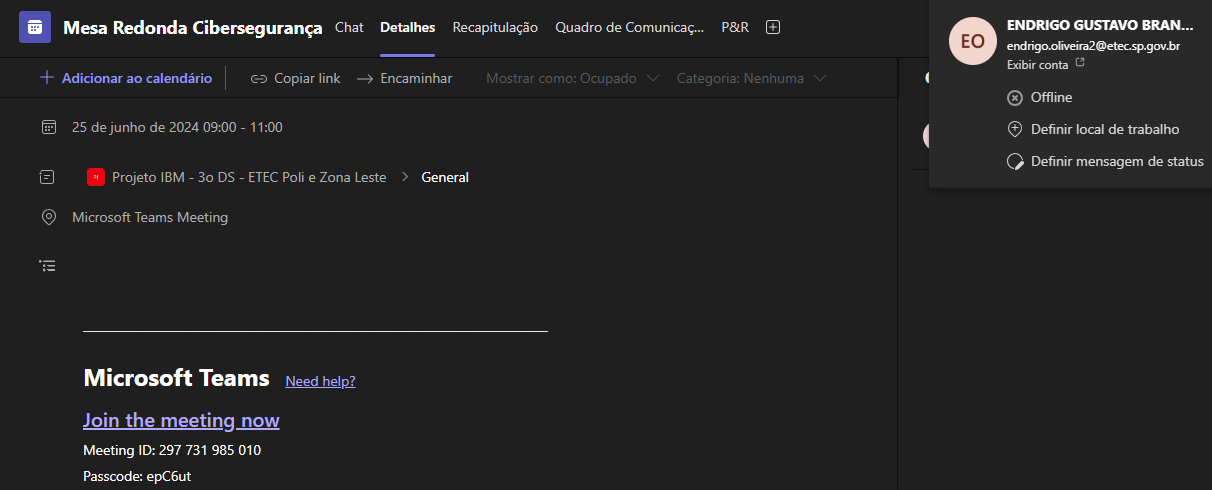 Mesa Redonda Cibersegurança Chat Detalhes Recapitulação Quadro de Comunicaç... P&R
ENDRIGO GUSTAVO BRAN...
endrigo.oliveira2@etec.sp.gov.br
Exibir conta
EO
Offline
Definir local de trabalho
Definir mensagem de status
Adicionar ao calendário Copiar link Encaminhar Mostrar como: Ocupado Categoria: Nenhuma
25 de junho de 2024 09:00 - 11:00
Projeto IBM - 3o DS - ETEC Poli e Zona Leste > General
Microsoft Teams Meeting
Microsoft Teams Need help?
Join the meeting now
Meeting ID: 297 731 985 010
Passcode: epC6ut